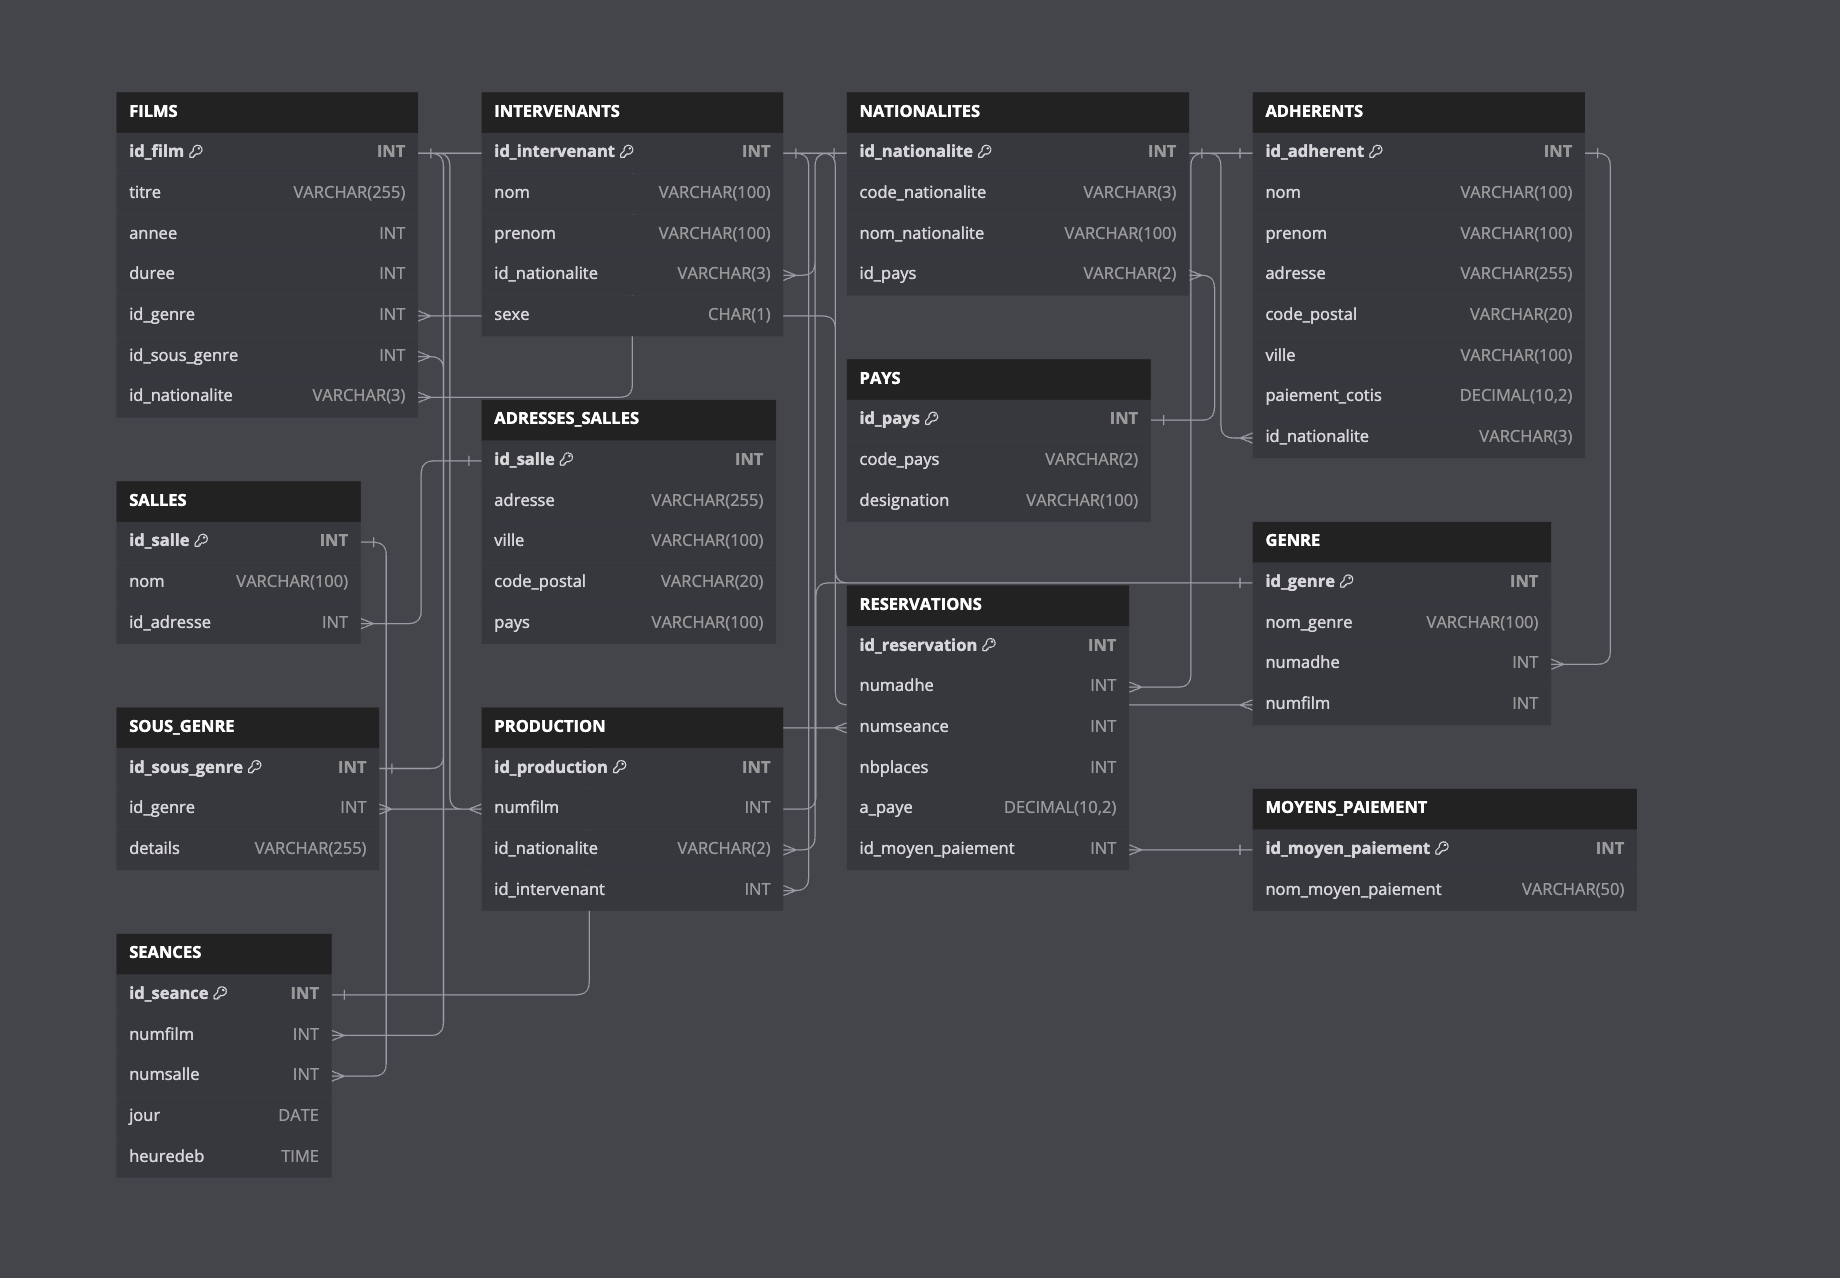 FILMS
id_film INT
titre VARCHAR(255)
annee INT
duree INT
id_genre INT
id_sous_genre INT
id_nationalite VARCHAR(3)
INTERVENANTS
id_intervenant INT
nom VARCHAR(100)
prenom VARCHAR(100)
id_nationalite VARCHAR(3)
sexe CHAR(1)
NATIONALITES
id_nationalite INT
code_nationalite VARCHAR(3)
nom_nationalite VARCHAR(100)
id_pays VARCHAR(2)
ADHERENTS
id_adherent INT
nom VARCHAR(100)
prenom VARCHAR(100)
adresse VARCHAR(255)
code_postal VARCHAR(20)
ville VARCHAR(100)
paiement_cotis DECIMAL(10,2)
id_nationalite VARCHAR(3)
PAYS
id_pays INT
code_pays VARCHAR(2)
designation VARCHAR(100)
ADRESSES_SALLES
id_salle INT
adresse VARCHAR(255)
ville VARCHAR(100)
code_postal VARCHAR(20)
pays VARCHAR(100)
SALLES
id_salle INT
nom VARCHAR(100)
id_adresse INT
GENRE
id_genre INT
nom_genre VARCHAR(100)
numadhe INT
numfilm INT
RESERVATIONS
id_reservation INT
numadhe INT
numseance INT
nbplaces INT
a_paye DECIMAL(10,2)
id_moyen_paiement INT
SOUS_GENRE
id_sous_genre INT
id_genre INT
details VARCHAR(255)
PRODUCTION
id_production INT
numfilm INT
id_nationalite VARCHAR(2)
id_intervenant INT
MOYENS_PAIEMENT
id_moyen_paiement INT
nom_moyen_paiement VARCHAR(50)
SEANCES
id_seance INT
numfilm INT
numsalle INT
jour DATE
heuredeb TIME